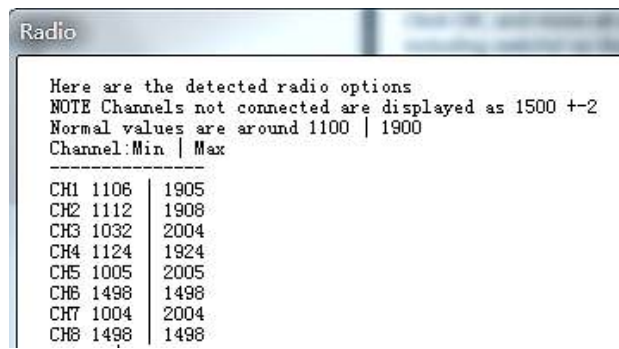 Radio
Here are the detected radio options
NOTE Channels not connected are displayed as 1500 +-2
Normal values are around 1100 | 1900
Channel:Min | Max
----------------
CH1 1106 | 1905
CH2 1112 | 1908
CH3 1032 | 2004
CH4 1124 | 1924
CH5 1005 | 2005
CH6 1498 | 1498
CH7 1004 | 2004
CH8 1498 | 1498